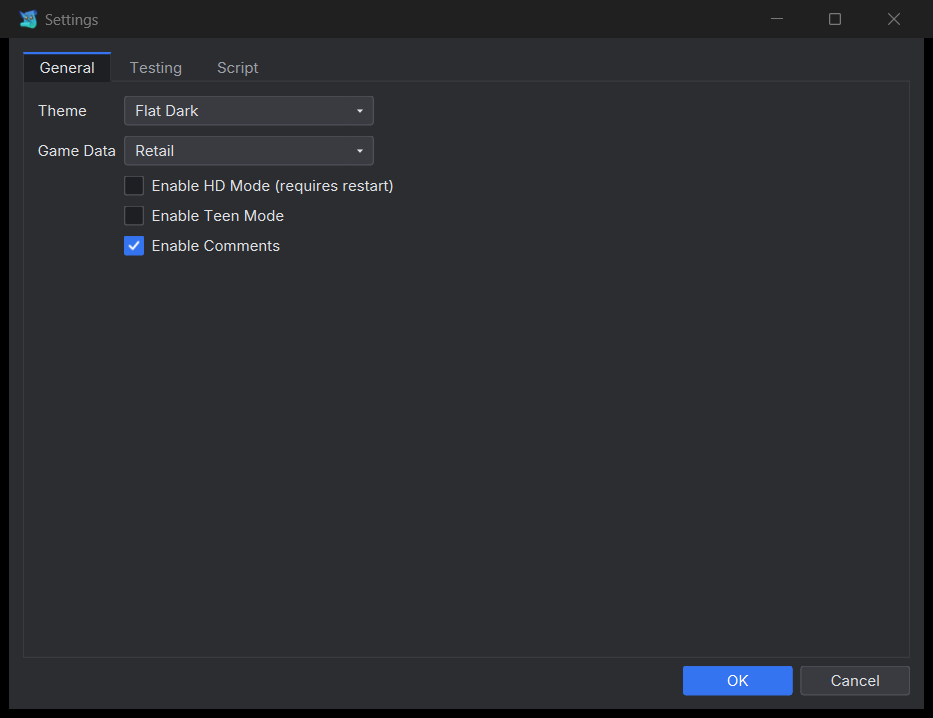 Settings
General Testing Script
Theme Flat Dark
Game Data Retail
Enable HD Mode (requires restart)
Enable Teen Mode
Enable Comments
OK Cancel